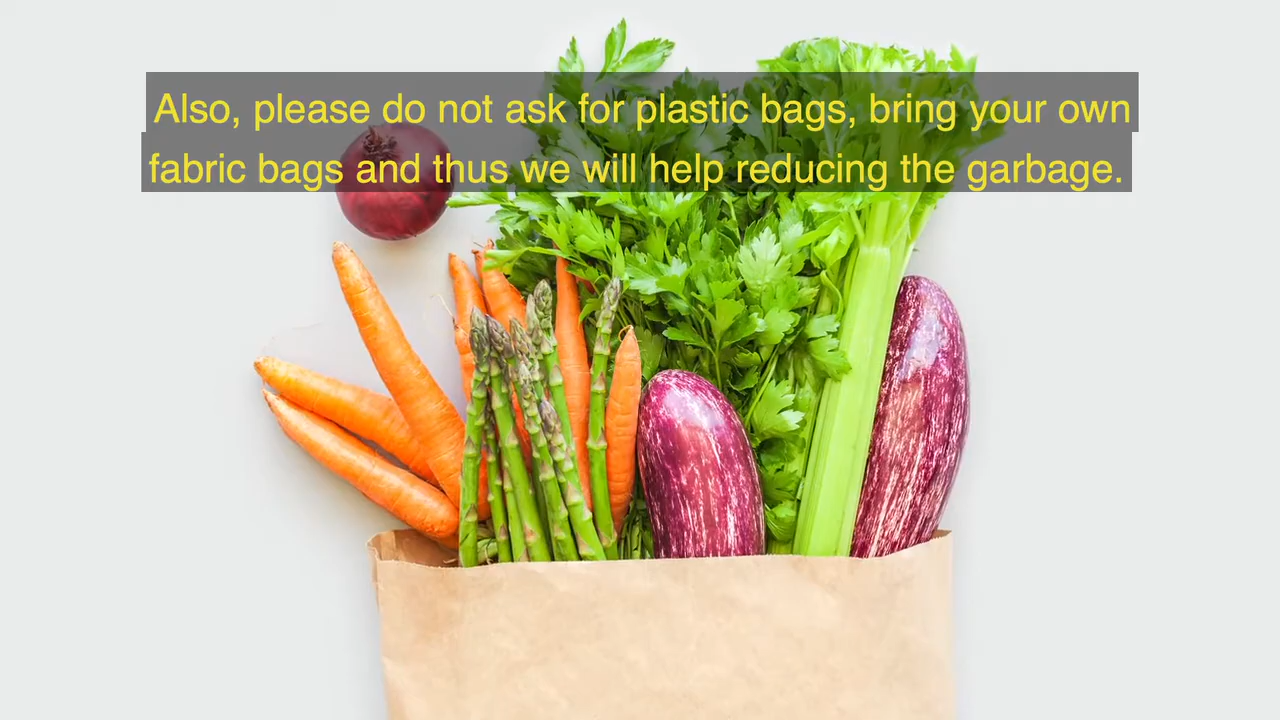 Also, please do not ask for plastic bags, bring your own
fabric bags and thus we will help reducing the garbage.